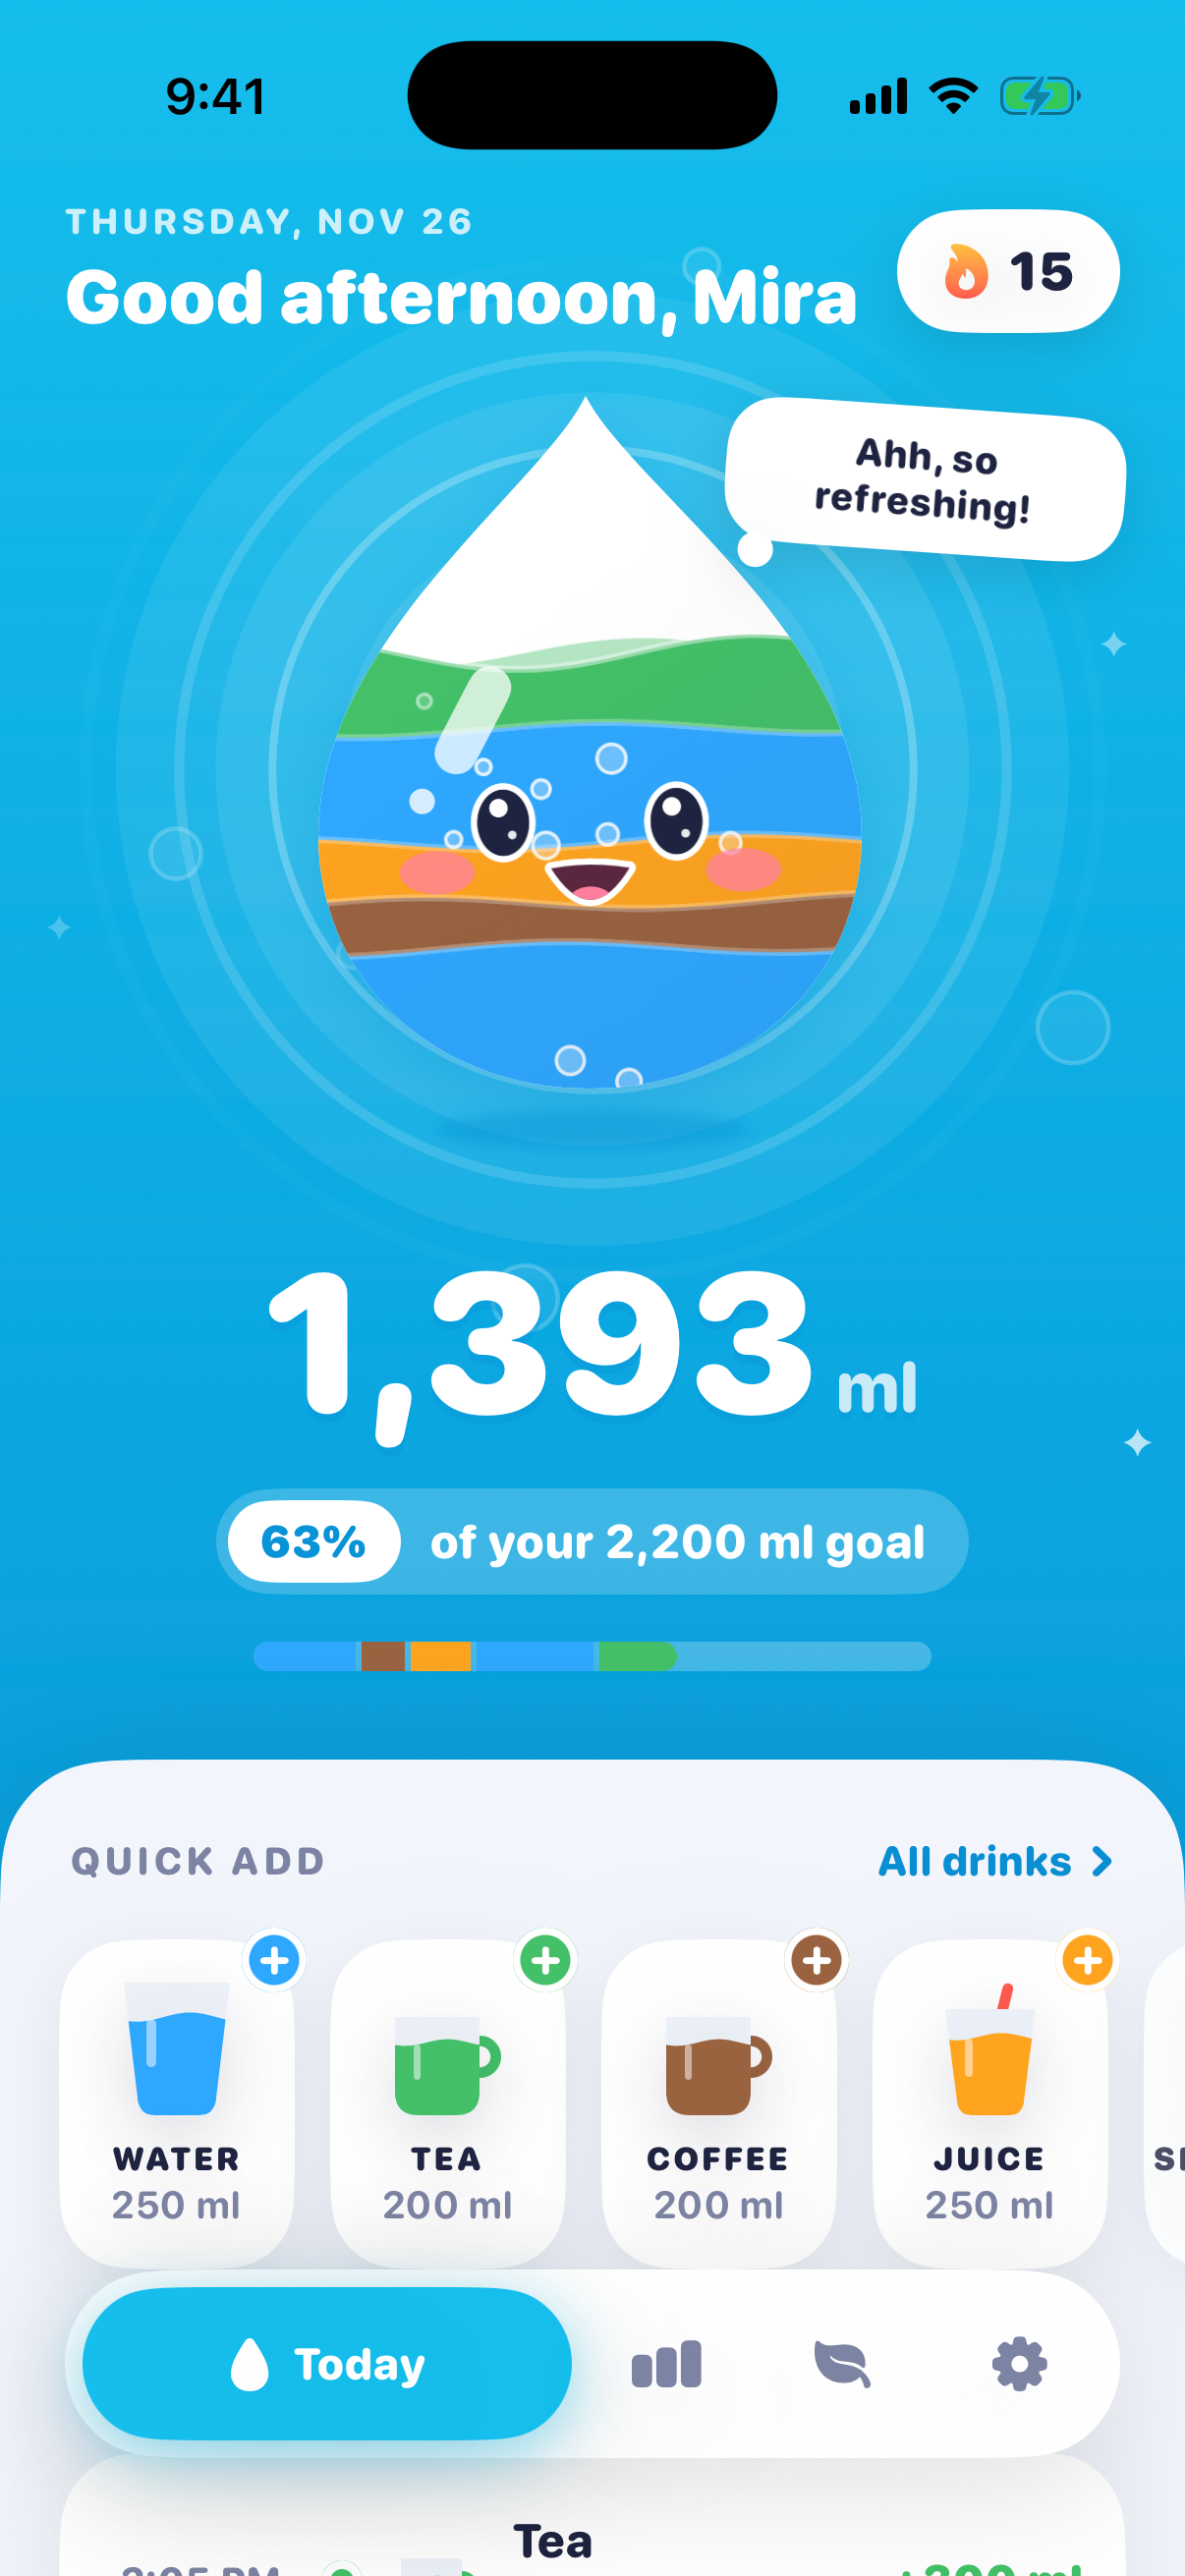 9:41
THURSDAY, NOV 26
Good afternoon, Mira
15
Ahh, so
refreshing!
1,393 ml
63% of your 2,200 ml goal
QUICK ADD
All drinks
WATER
250 ml
TEA
200 ml
COFFEE
200 ml
JUICE
250 ml
Today
Tea